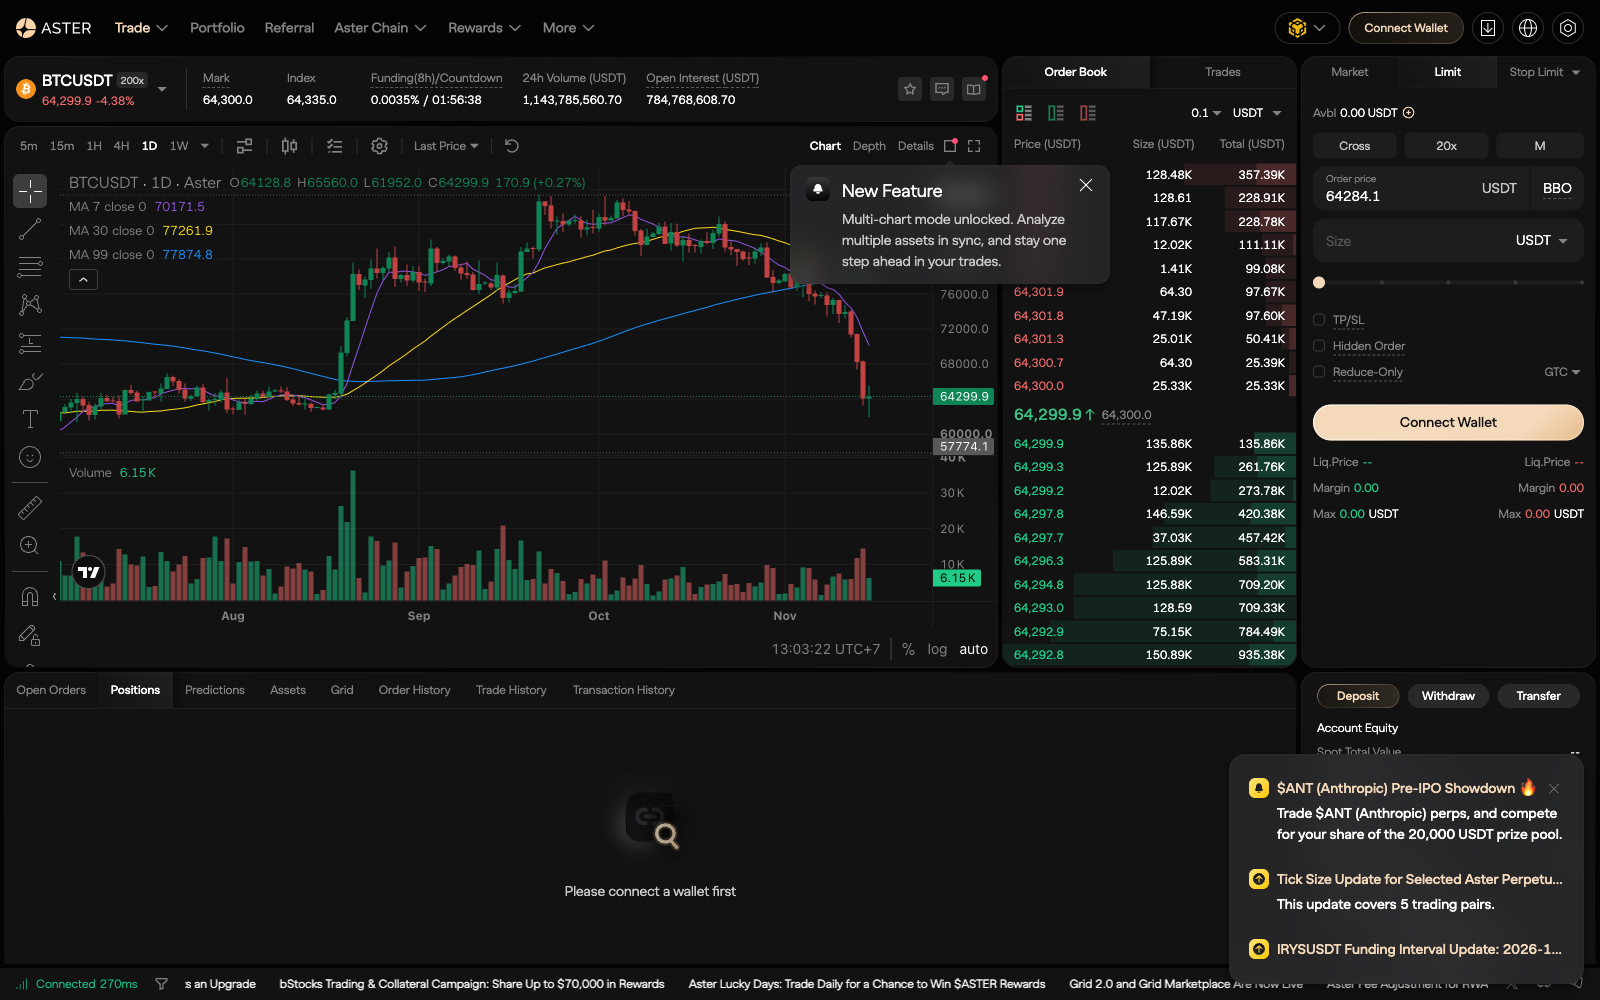 ASTER
Trade
Portfolio
Referral
Aster Chain
Rewards
More
Connect Wallet
BTCUSDT 200x
64,299.9 -4.38%
Mark
64,300.0
Index
64,335.0
Funding(8h)/Countdown
0.0035% / 01:56:38
24h Volume (USDT)
1,143,785,560.70
Open Interest (USDT)
784,768,608.70
5m 15m 1H 4H 1D 1W
Last Price
Chart Depth Details
BTCUSDT · 1D · Aster O64128.8 H65560.0 L61952.0 C64299.9 170.9 (+0.27%)
MA 7 close 0 70171.5
MA 30 close 0 77261.9
MA 99 close 0 77874.8
New Feature
Multi-chart mode unlocked. Analyze
multiple assets in sync, and stay one
step ahead in your trades.
76000.0
72000.0
68000.0
64299.9
60000.0
57774.1
40K
Volume 6.15K
30K
20K
10K
6.15K
Aug Sep Oct Nov
13:03:22 UTC+7 % log auto
Order Book Trades
0.1 USDT
Price (USDT) Size (USDT) Total (USDT)
128.48K 357.39K
128.61 228.91K
117.67K 228.78K
12.02K 111.11K
1.41K 99.08K
64,301.9 64.30 97.67K
64,301.8 47.19K 97.60K
64,301.3 25.01K 50.41K
64,300.7 64.30 25.39K
64,300.0 25.33K 25.33K
64,299.9 64,300.0
64,299.9 135.86K 135.86K
64,299.3 125.89K 261.76K
64,299.2 12.02K 273.78K
64,297.8 146.59K 420.38K
64,297.7 37.03K 457.42K
64,296.3 125.89K 583.31K
64,294.8 125.88K 709.20K
64,293.0 128.59 709.33K
64,292.9 75.15K 784.49K
64,292.8 150.89K 935.38K
Market Limit Stop Limit
Avbl 0.00 USDT
Cross 20x M
Order price
64284.1 USDT BBO
Size USDT
TP/SL
Hidden Order
Reduce-Only GTC
Connect Wallet
Liq.Price -- Liq.Price --
Margin 0.00 Margin 0.00
Max 0.00 USDT Max 0.00 USDT
Open Orders Positions Predictions Assets Grid Order History Trade History Transaction History
Please connect a wallet first
Deposit Withdraw Transfer
Account Equity
Spot Total Value --
$ANT (Anthropic) Pre-IPO Showdown 🔥
Trade $ANT (Anthropic) perps, and compete
for your share of the 20,000 USDT prize pool.
Tick Size Update for Selected Aster Perpetu...
This update covers 5 trading pairs.
IRYSUSDT Funding Interval Update: 2026-1...
Connected 270ms
s an Upgrade
bStocks Trading & Collateral Campaign: Share Up to $70,000 in Rewards
Aster Lucky Days: Trade Daily for a Chance to Win $ASTER Rewards
Grid 2.0 and Grid Marketplace Are Now Live
Aster Fee Adjustment for RWA